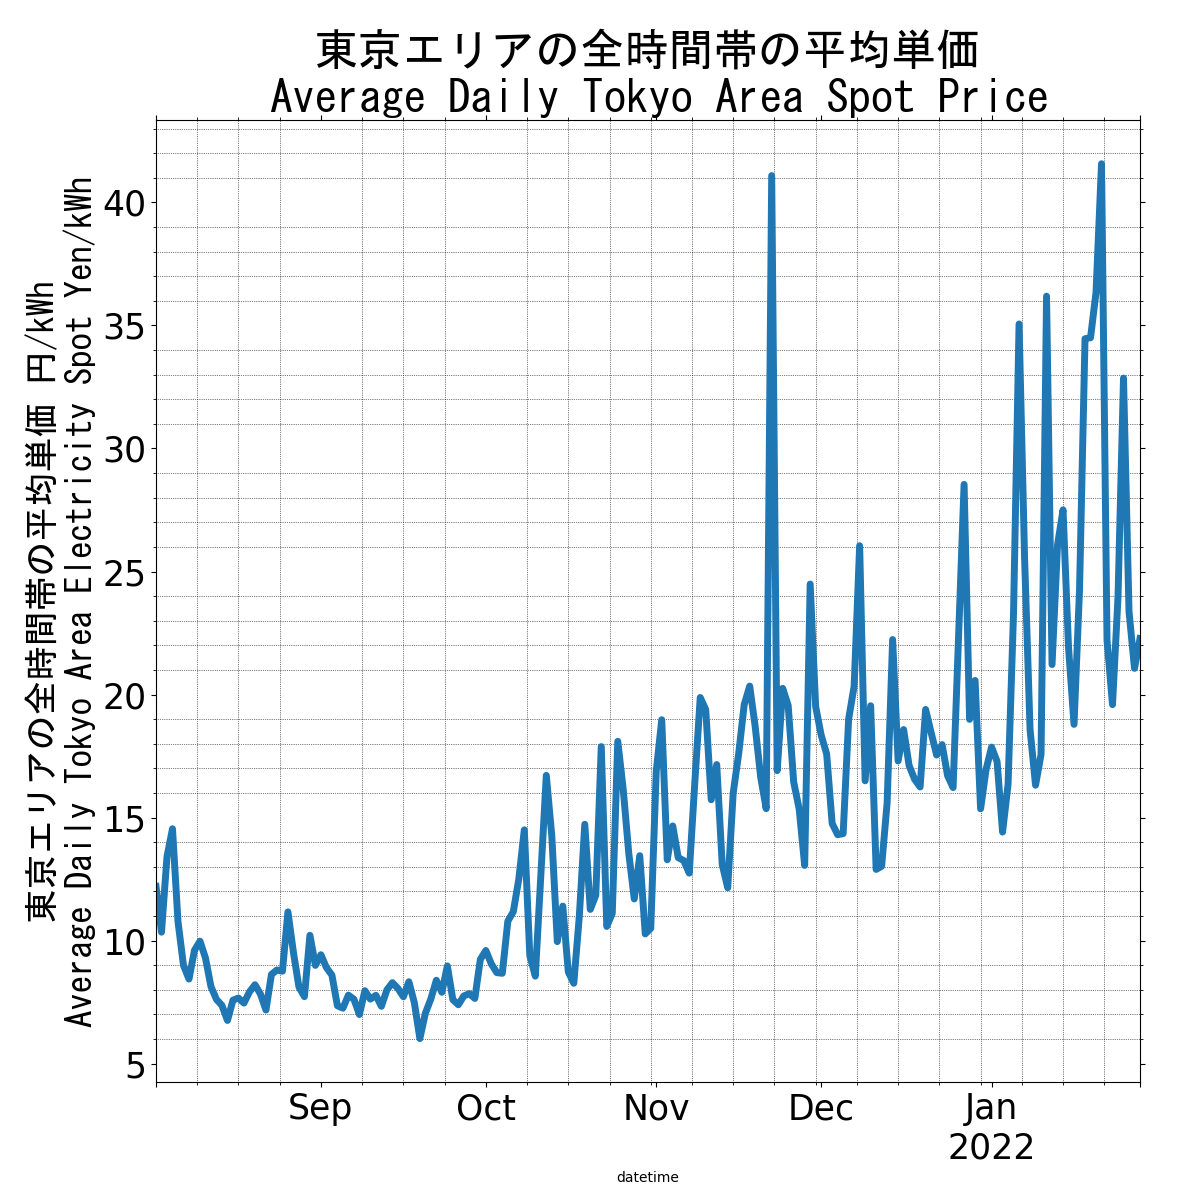 東京エリアの全時間帯の平均単価
Average Daily Tokyo Area Spot Price
東京エリアの全時間帯の平均単価 円/kWh
Average Daily Tokyo Area Electricity Spot Yen/kWh
40
35
30
25
20
15
10
5
Sep
Oct
Nov
Dec
Jan
2022
datetime